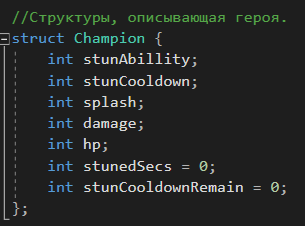 //Структуры, описывающая героя.
struct Champion {
int stunAbillity;
int stunCooldown;
int splash;
int damage;
int hp;
int stunedSecs = 0;
int stunCooldownRemain = 0;
};